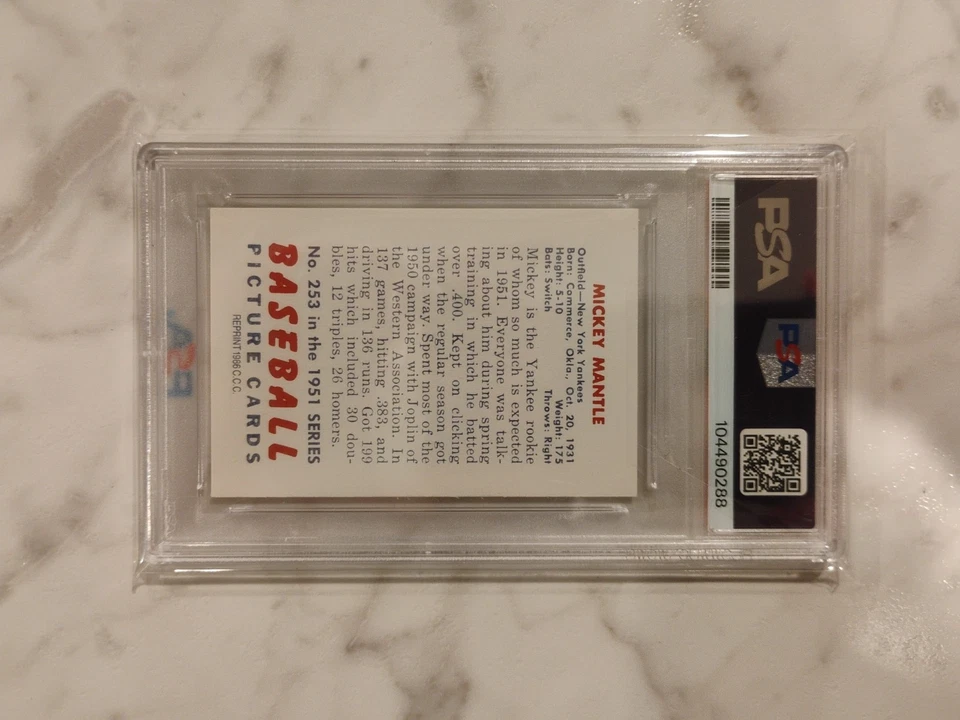 PSA
PSA
104490288
MICKEY MANTLE
Outfield—New York Yankees
Born: Commerce, Okla., Oct. 20, 1931
Height: 5-10 Weight: 175
Bats: Switch Throws: Right
Mickey is the Yankee rookie
of whom so much is expected
in 1951. Everyone was talk-
ing about him during spring
training in which he batted
over .400. Kept on clicking
when the regular season got
under way. Spent most of the
1950 campaign with Joplin of
the Western Association. In
137 games, hitting .383, and
driving in 136 runs. Got 199
hits which included 30 dou-
bles, 12 triples, 26 homers.
No. 253 in the 1951 SERIES
BASEBALL
PICTURE CARDS
REPRINT 1986 C.C.C.